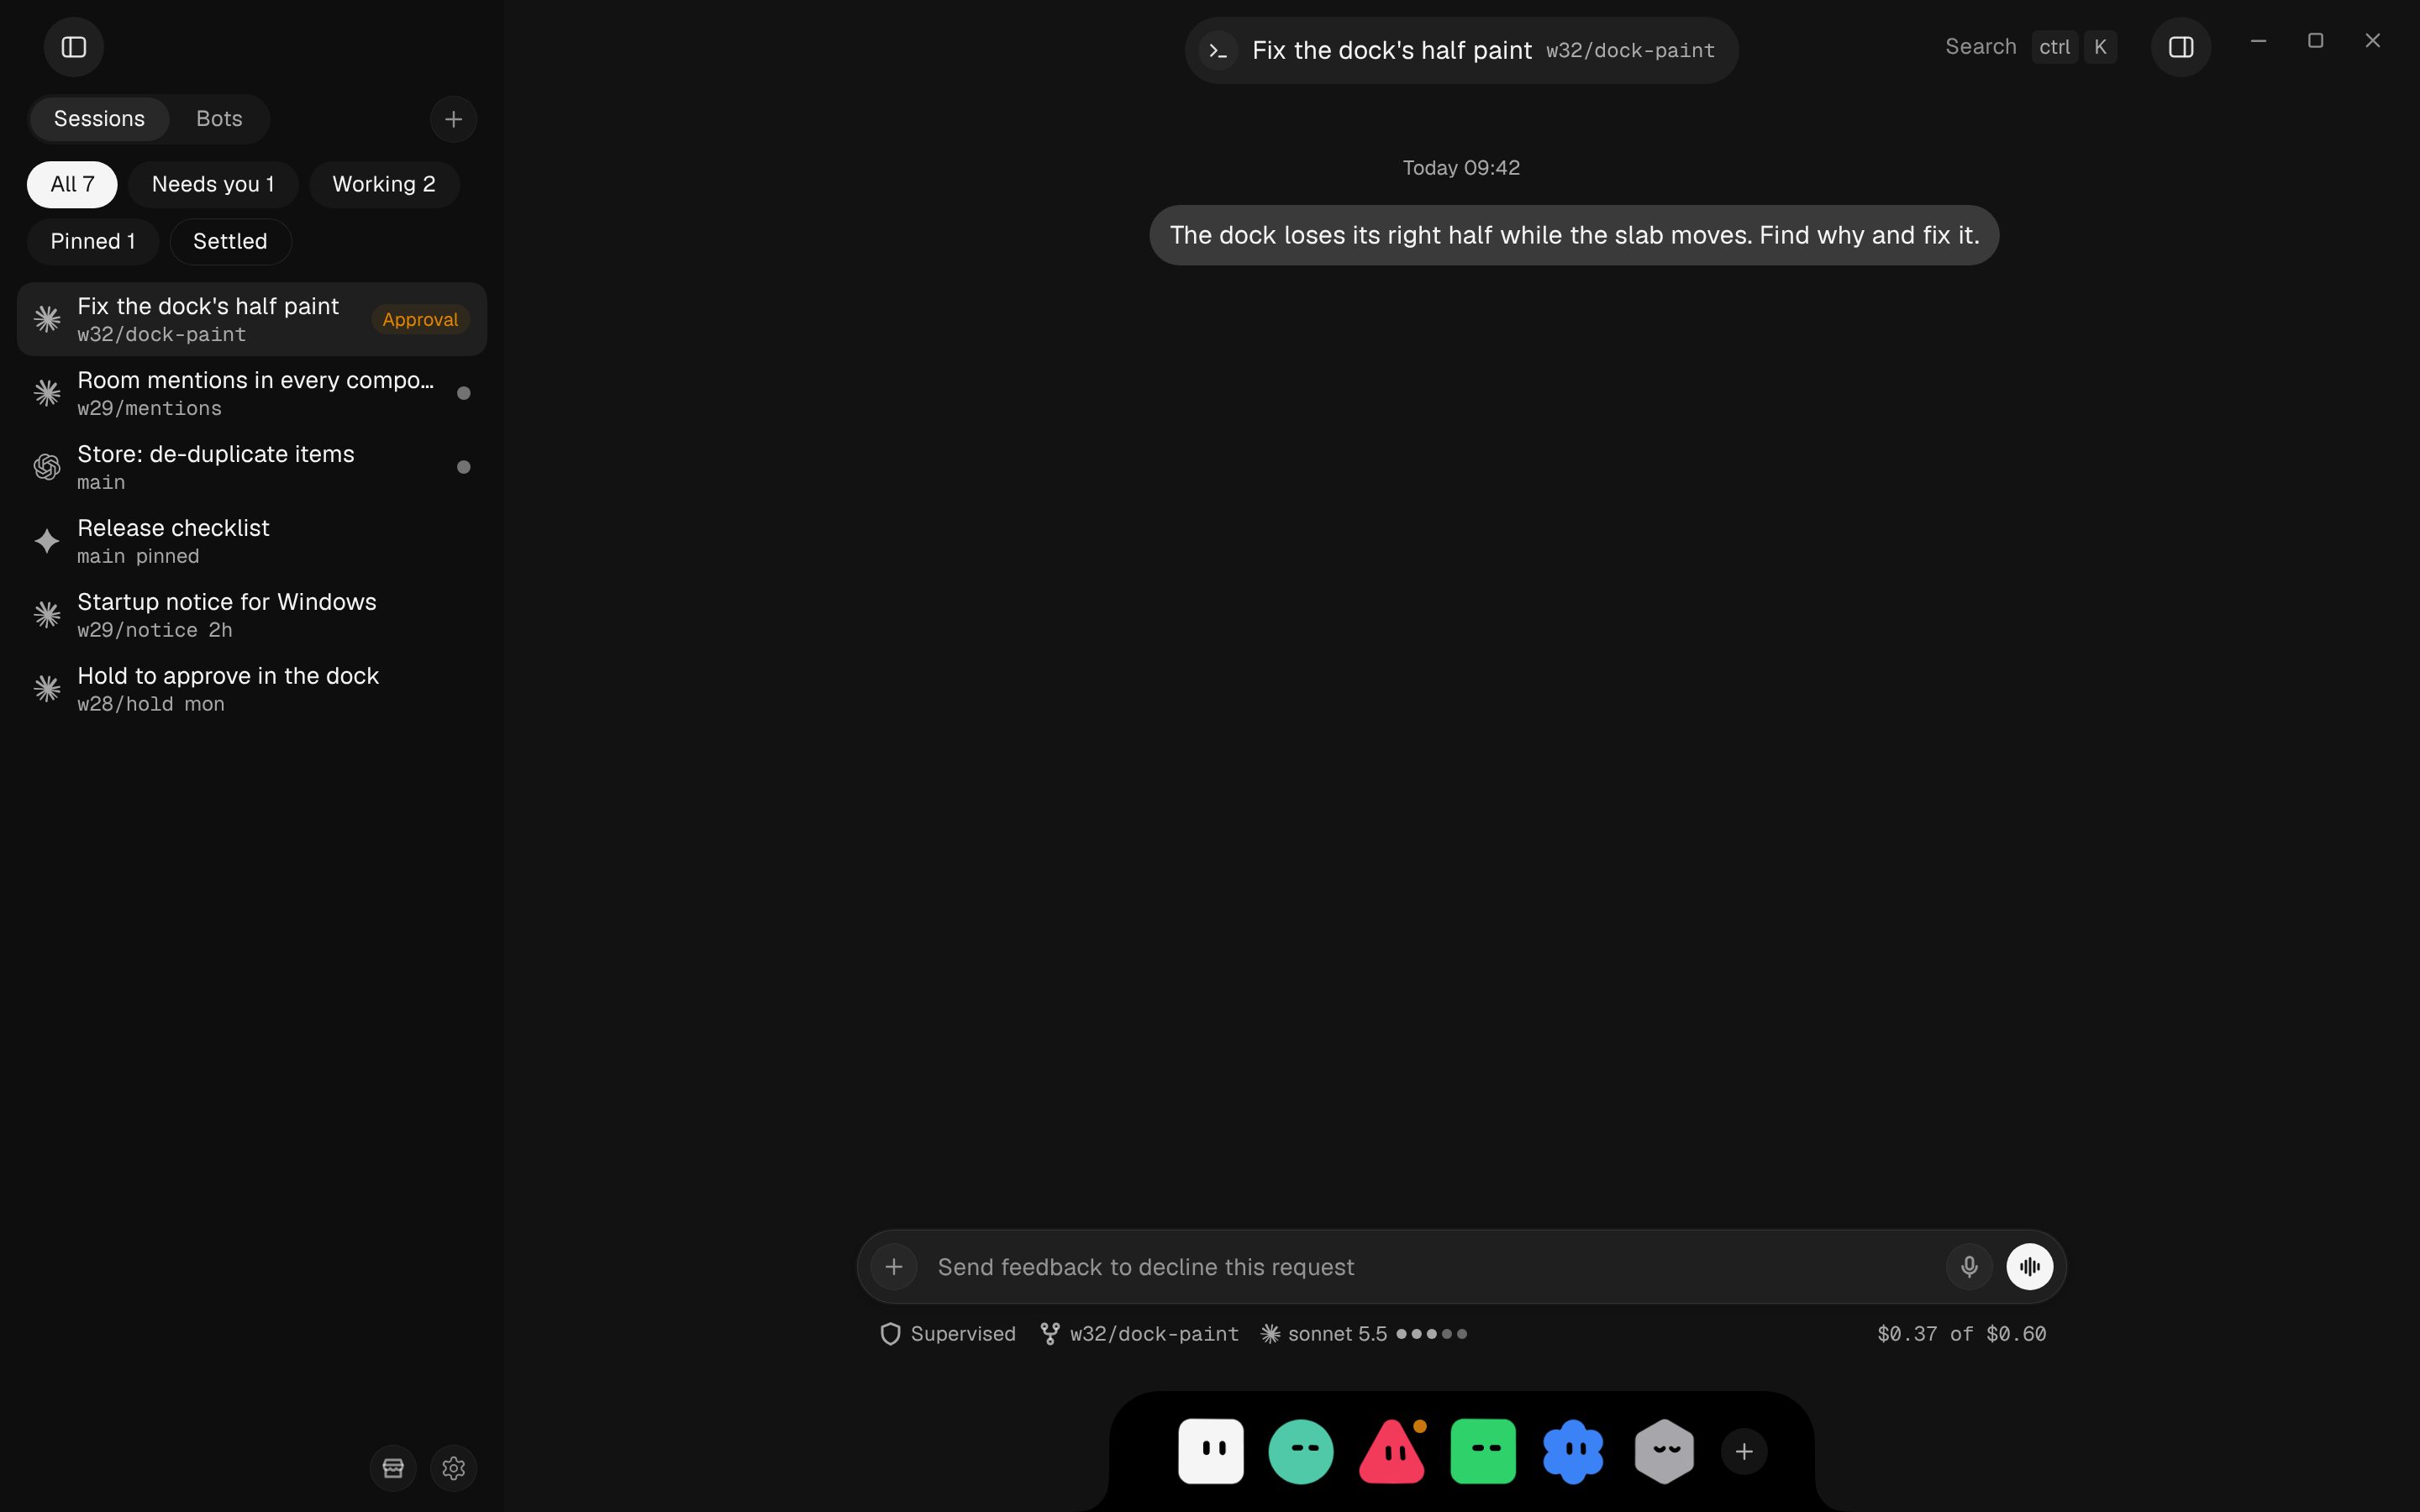 Fix the dock's half paint w32/dock-paint
Search ctrl K
Sessions Bots
All 7 Needs you 1 Working 2
Pinned 1 Settled
Today 09:42
The dock loses its right half while the slab moves. Find why and fix it.
Fix the dock's half paint
w32/dock-paint
Approval
Room mentions in every compo…
w29/mentions
Store: de-duplicate items
main
Release checklist
main pinned
Startup notice for Windows
w29/notice 2h
Hold to approve in the dock
w28/hold mon
Send feedback to decline this request
Supervised w32/dock-paint sonnet 5.5 $0.37 of $0.60